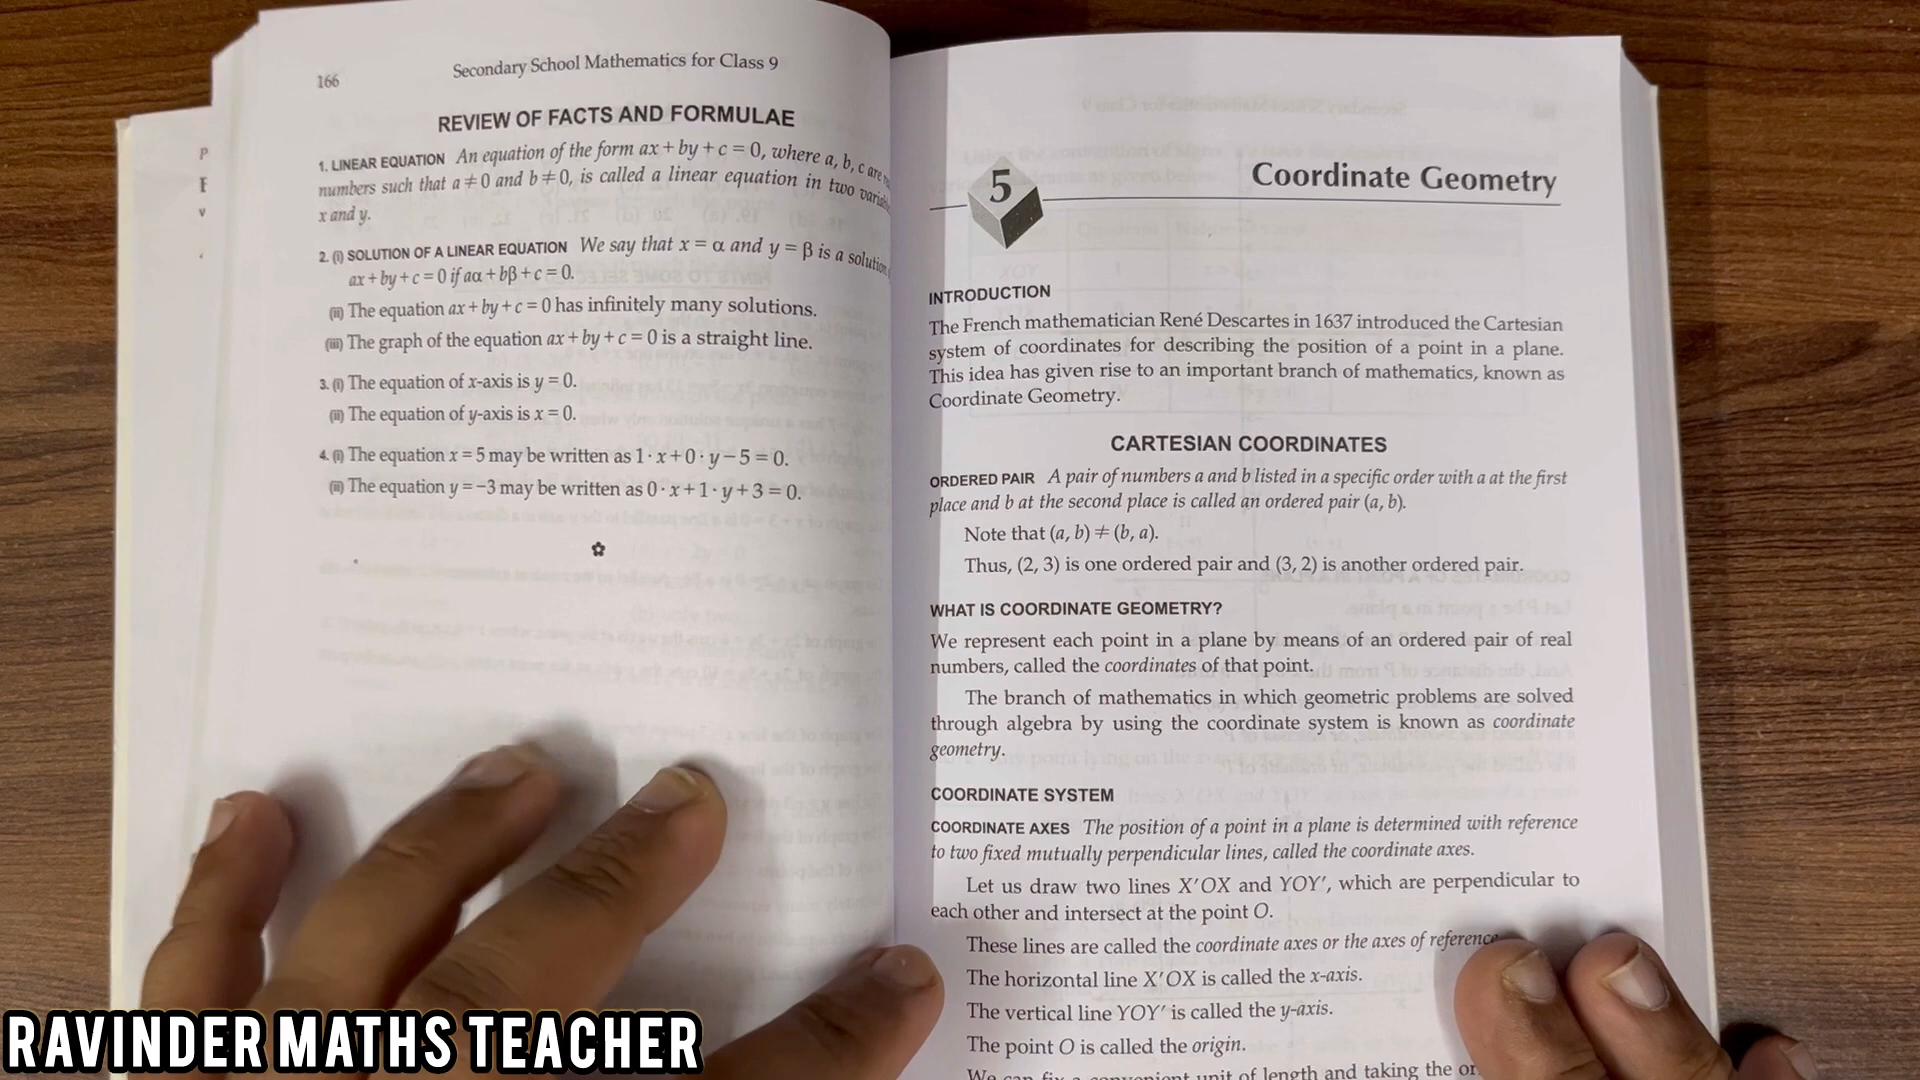 166
Secondary School Mathematics for Class 9
REVIEW OF FACTS AND FORMULAE
1. LINEAR EQUATION An equation of the form ax + by + c = 0, where a, b, c are
numbers such that a ≠ 0 and b ≠ 0, is called a linear equation in two
x and y.
2. (i) SOLUTION OF A LINEAR EQUATION We say that x = α and y = β is a solution
ax + by + c = 0 if aα + bβ + c = 0.
(ii) The equation ax + by + c = 0 has infinitely many solutions.
(iii) The graph of the equation ax + by + c = 0 is a straight line.
3. (i) The equation of x-axis is y = 0.
(ii) The equation of y-axis is x = 0.
4. (i) The equation x = 5 may be written as 1 · x + 0 · y − 5 = 0.
(ii) The equation y = −3 may be written as 0 · x + 1 · y + 3 = 0.
5
Coordinate Geometry
INTRODUCTION
The French mathematician René Descartes in 1637 introduced the Cartesian
system of coordinates for describing the position of a point in a plane.
This idea has given rise to an important branch of mathematics, known as
Coordinate Geometry.
CARTESIAN COORDINATES
ORDERED PAIR A pair of numbers a and b listed in a specific order with a at the first
place and b at the second place is called an ordered pair (a, b).
Note that (a, b) ≠ (b, a).
Thus, (2, 3) is one ordered pair and (3, 2) is another ordered pair.
WHAT IS COORDINATE GEOMETRY?
We represent each point in a plane by means of an ordered pair of real
numbers, called the coordinates of that point.
The branch of mathematics in which geometric problems are solved
through algebra by using the coordinate system is known as coordinate
geometry.
COORDINATE SYSTEM
COORDINATE AXES The position of a point in a plane is determined with reference
to two fixed mutually perpendicular lines, called the coordinate axes.
Let us draw two lines X′OX and YOY′, which are perpendicular to
each other and intersect at the point O.
These lines are called the coordinate axes or the axes of reference
The horizontal line X′OX is called the x-axis.
The vertical line YOY′ is called the y-axis.
The point O is called the origin.
We can fix a convenient unit of length and taking the
RAVINDER MATHS TEACHER